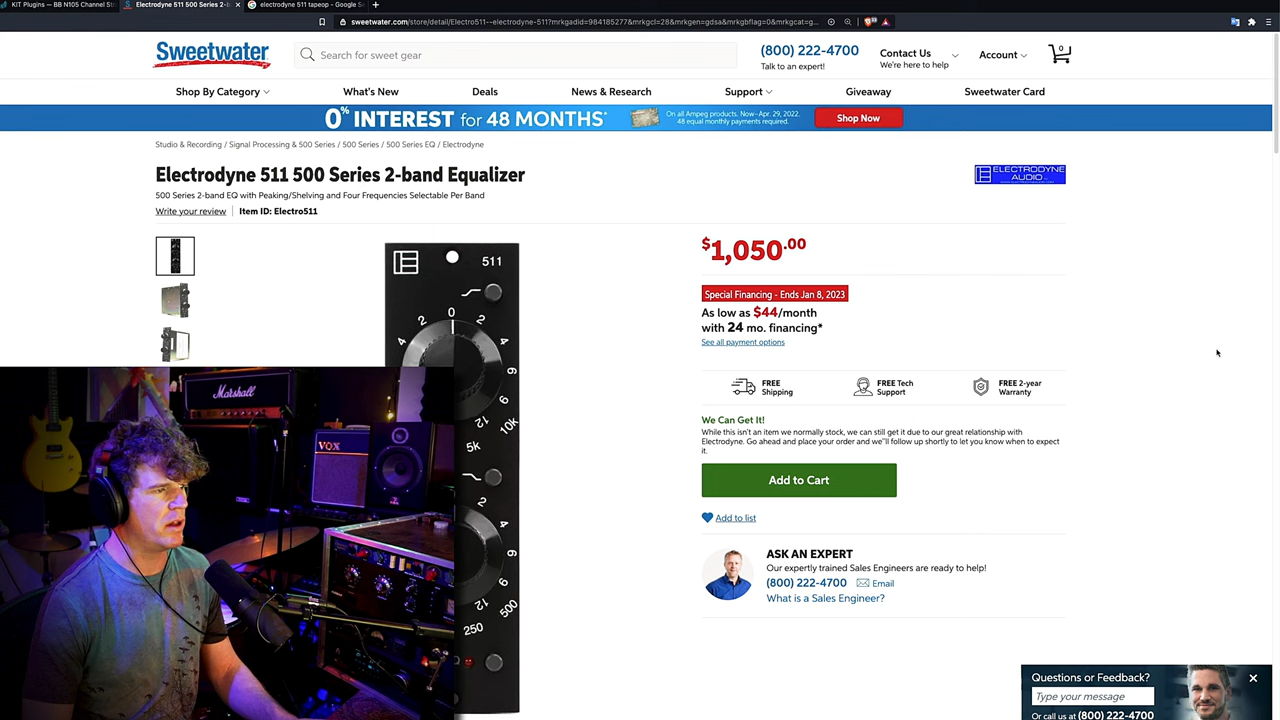 KIT Plugins — BB N105 Channel St
Electrodyne 511 500 Series 2-b
electrodyne 511 tapeop - Google S
sweetwater.com/store/detail/Electro511--electrodyne-511?mrkgadid=984185277&mrkgcl=28&mrkgen=gdsa&mrkgbflag=0&mrkgcat=g...
Sweetwater
Search for sweet gear
(800) 222-4700
Talk to an expert!
Contact Us
We're here to help
Account
0
Shop By Category
What's New
Deals
News & Research
Support
Giveaway
Sweetwater Card
0% INTEREST for 48 MONTHS*
On all Ampeg products, Now- Apr. 29, 2022.
48 equal monthly payments required.
Shop Now
Studio & Recording / Signal Processing & 500 Series / 500 Series / 500 Series EQ / Electrodyne
Electrodyne 511 500 Series 2-band Equalizer
500 Series 2-band EQ with Peaking/Shelving and Four Frequencies Selectable Per Band
Write your review
Item ID: Electro511
ELECTRODYNE
AUDIO
$1,050.00
Special Financing - Ends Jan 8, 2023
As low as $44/month
with 24 mo. financing*
See all payment options
FREE
Shipping
FREE Tech
Support
FREE 2-year
Warranty
We Can Get It!
While this isn't an item we normally stock, we can still get it due to our great relationship with
Electrodyne. Go ahead and place your order and we"ll follow up shortly to let you know when to expect
it.
Add to Cart
Add to list
ASK AN EXPERT
Our expertly trained Sales Engineers are ready to help!
(800) 222-4700
Email
What is a Sales Engineer?
511
0
2 2
4 4
6
6
12
10k
5k
2
4
6
6
12
500
250
Marshall
VOX
Questions or Feedback?
Type your message
Or call us at (800) 222-4700